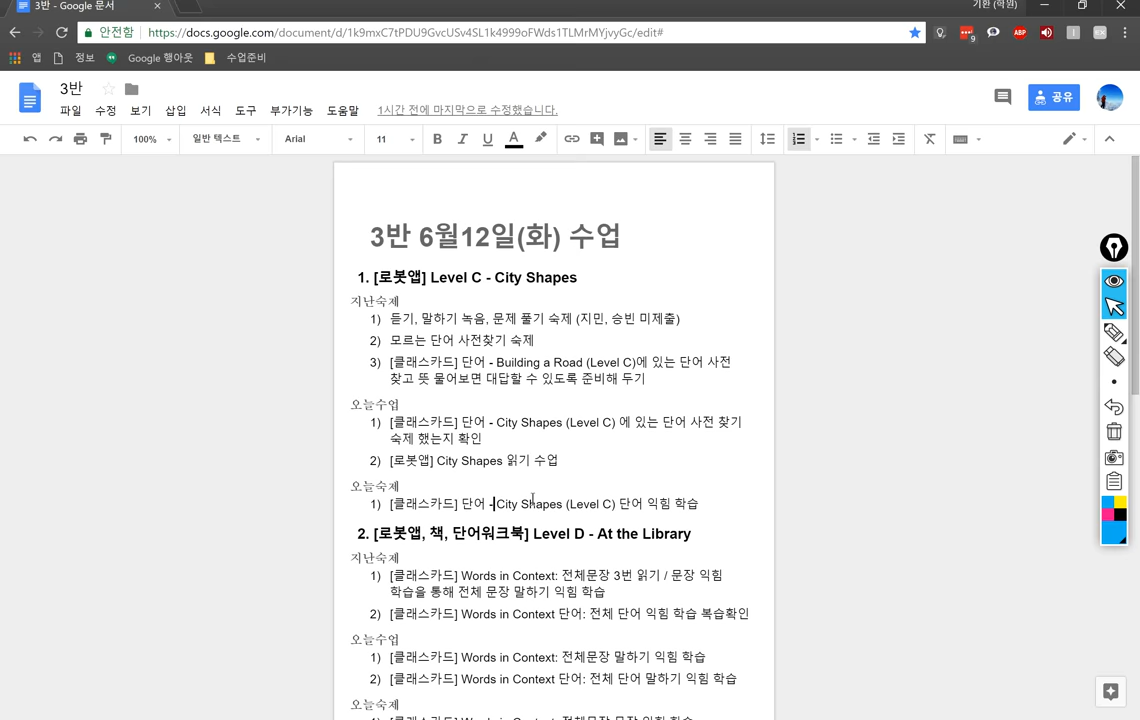 3반 - Google 문서
기환 (학원)
안전함 | https://docs.google.com/document/d/1k9mxC7tPDU9GvcUSv4SL1k4999oFWds1TLMrMYjvyGc/edit#
ABP
9
앱 정보 Google 행아웃 수업준비
3반
파일 수정 보기 삽입 서식 도구 부가기능 도움말 1시간 전에 마지막으로 수정했습니다.
공유
100% 일반 텍스트 Arial 11 B I U A
3반 6월12일(화) 수업
1. [로봇앱] Level C - City Shapes
지난숙제
1) 듣기, 말하기 녹음, 문제 풀기 숙제 (지민, 승빈 미제출)
2) 모르는 단어 사전찾기 숙제
3) [클래스카드] 단어 - Building a Road (Level C)에 있는 단어 사전
찾고 뜻 물어보면 대답할 수 있도록 준비해 두기
오늘수업
1) [클래스카드] 단어 - City Shapes (Level C) 에 있는 단어 사전 찾기
숙제 했는지 확인
2) [로봇앱] City Shapes 읽기 수업
오늘숙제
1) [클래스카드] 단어 - City Shapes (Level C) 단어 익힘 학습
2. [로봇앱, 책, 단어워크북] Level D - At the Library
지난숙제
1) [클래스카드] Words in Context: 전체문장 3번 읽기 / 문장 익힘
학습을 통해 전체 문장 말하기 익힘 학습
2) [클래스카드] Words in Context 단어: 전체 단어 익힘 학습 복습확인
오늘수업
1) [클래스카드] Words in Context: 전체문장 말하기 익힘 학습
2) [클래스카드] Words in Context 단어: 전체 단어 말하기 익힘 학습
오늘숙제